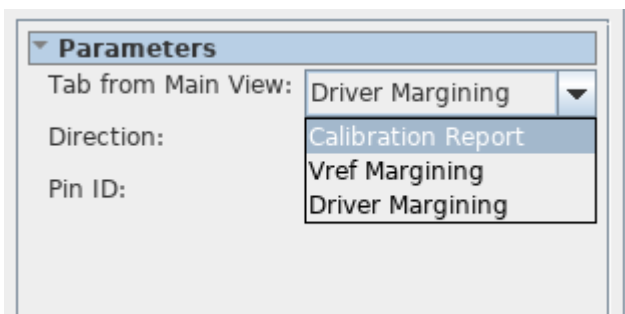 Parameters
Tab from Main View: Driver Margining
Direction: Calibration Report
Vref Margining
Pin ID:
Driver Margining